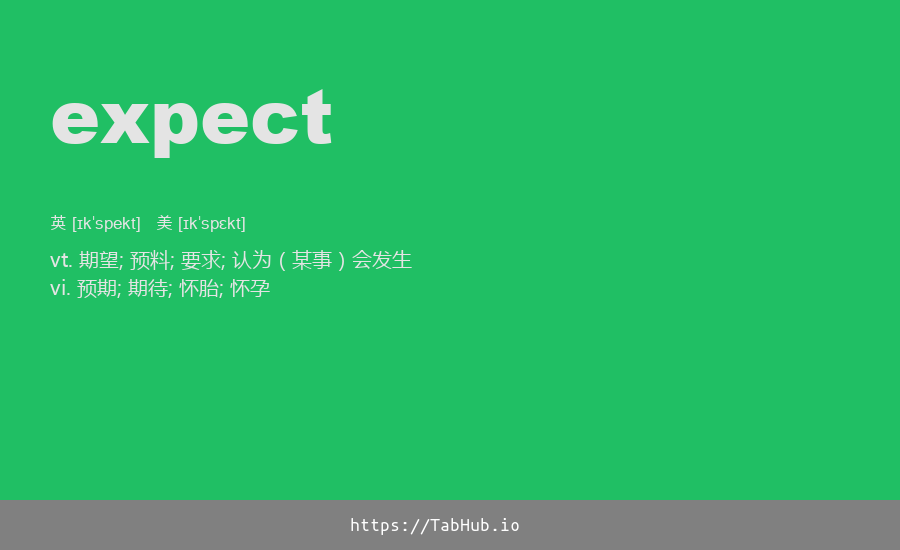 expect
英 [ɪkˈspekt] 美 [ɪkˈspɛkt]
vt. 期望; 预料; 要求; 认为 ( 某事 ) 会发生
vi. 预期; 期待; 怀胎; 怀孕
https://TabHub.io